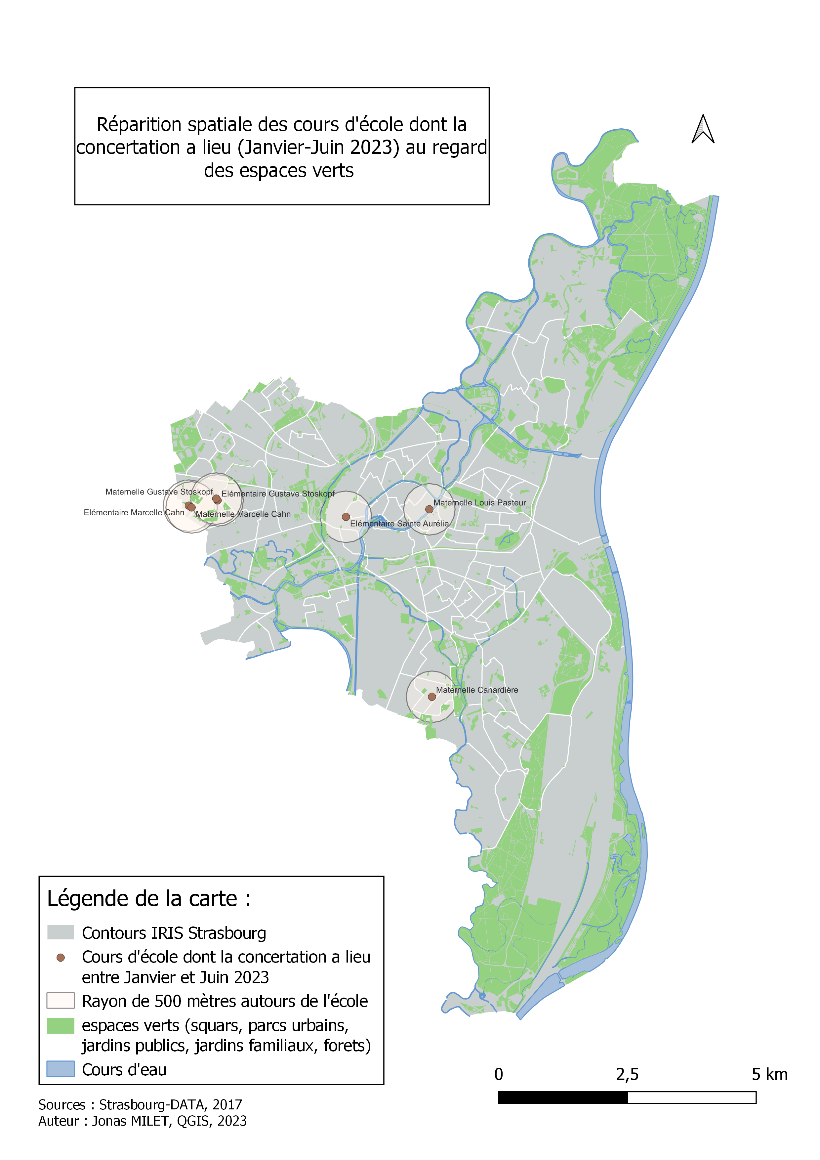 Réparition spatiale des cours d'école dont la
concertation a lieu (Janvier-Juin 2023) au regard
des espaces verts
Maternelle Gustave Stoskopf
Elémentaire Gustave Stoskopf
Elémentaire Marcelle Cahn
Maternelle Marcelle Cahn
Maternelle Louis Pasteur
Elémentaire Sainte Aurélie
Maternelle Canardière
Légende de la carte :
Contours IRIS Strasbourg
Cours d'école dont la concertation a lieu
entre Janvier et Juin 2023
Rayon de 500 mètres autours de l'école
espaces verts (squars, parcs urbains,
jardins publics, jardins familiaux, forets)
Cours d'eau
0 2,5 5 km
Sources : Strasbourg-DATA, 2017
Auteur : Jonas MILET, QGIS, 2023